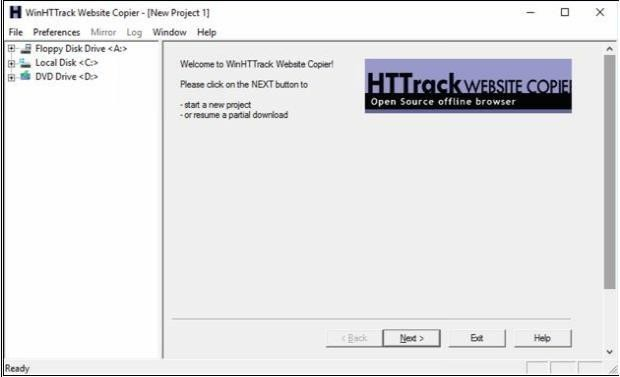 WinHTTrack Website Copier - [New Project 1]
File Preferences Mirror Log Window Help
Floppy Disk Drive <A:>
Local Disk <C:>
DVD Drive <D:>
Welcome to WinHTTrack Website Copier!
Please click on the NEXT button to
- start a new project
- or resume a partial download
HTTrack WEBSITE COPIE
Open Source offline browser
< Back Next > Exit Help
Ready